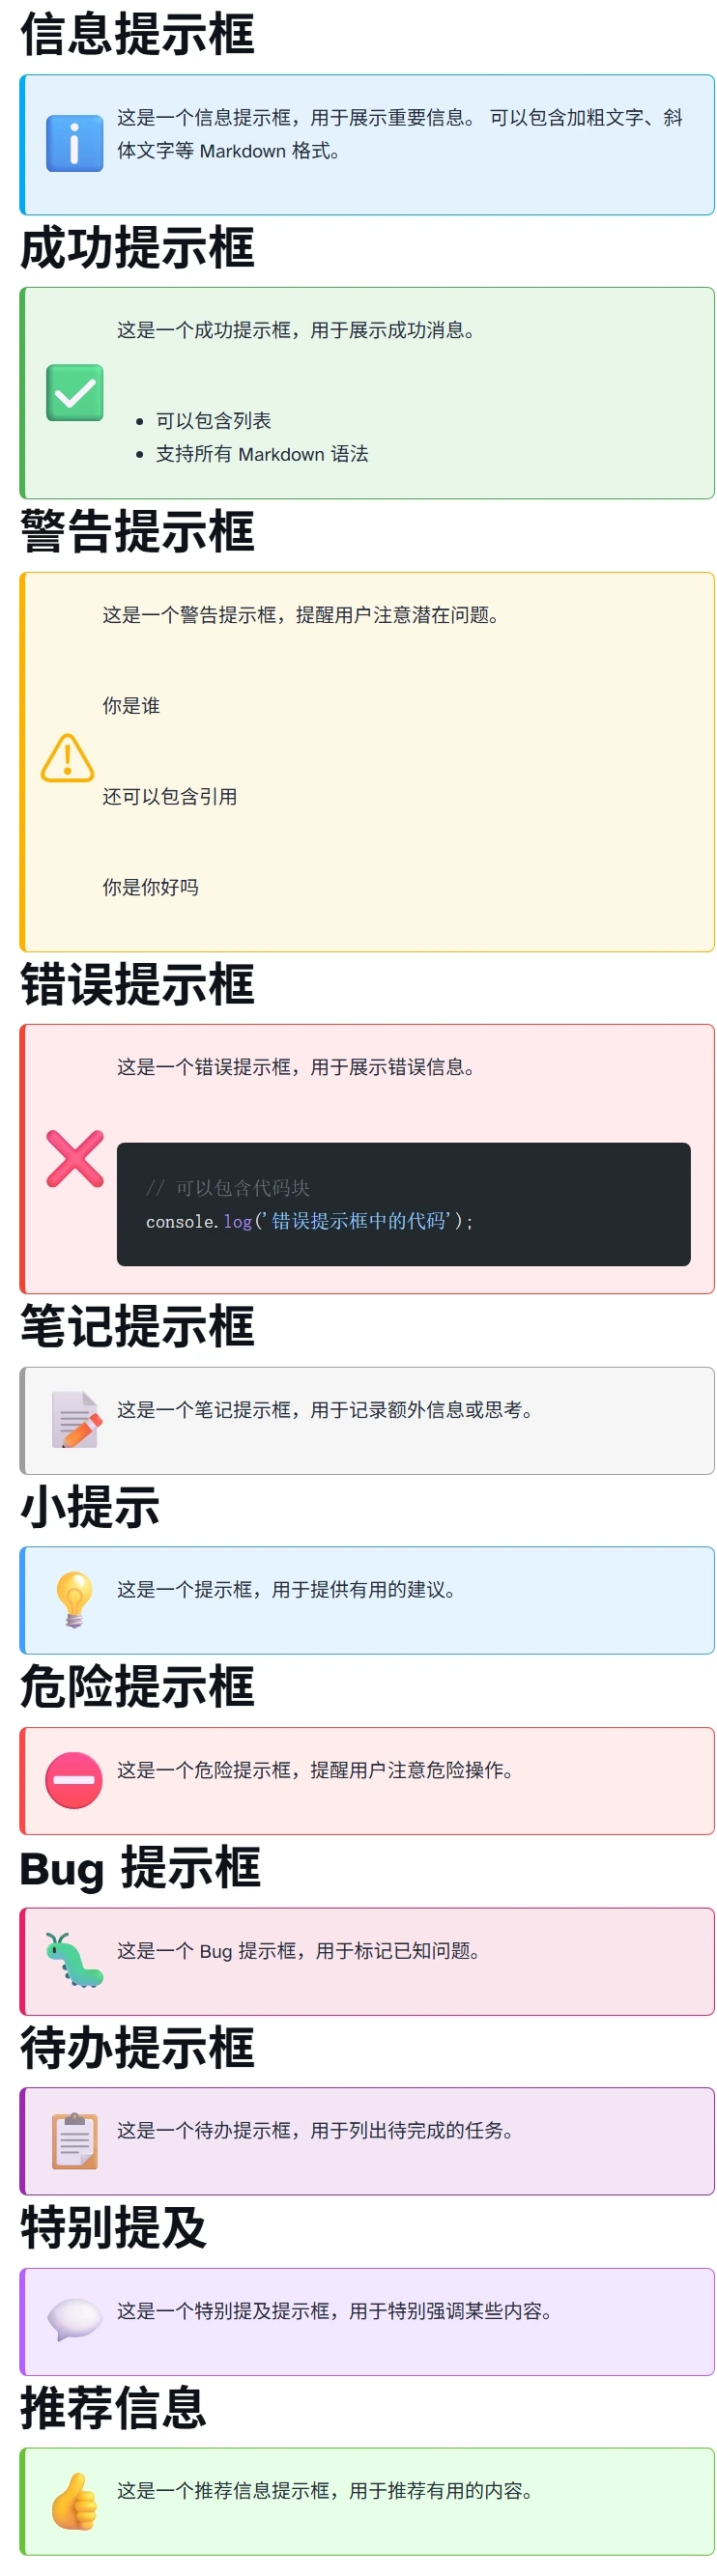 信息提示框
这是一个信息提示框，用于展示重要信息。 可以包含加粗文字、斜
体文字等 Markdown 格式。
成功提示框
这是一个成功提示框，用于展示成功消息。
可以包含列表
支持所有 Markdown 语法
警告提示框
这是一个警告提示框，提醒用户注意潜在问题。
你是谁
还可以包含引用
你是你好吗
错误提示框
这是一个错误提示框，用于展示错误信息。
// 可以包含代码块
console.log('错误提示框中的代码');
笔记提示框
这是一个笔记提示框，用于记录额外信息或思考。
小提示
这是一个提示框，用于提供有用的建议。
危险提示框
这是一个危险提示框，提醒用户注意危险操作。
Bug 提示框
这是一个 Bug 提示框，用于标记已知问题。
待办提示框
这是一个待办提示框，用于列出待完成的任务。
特别提及
这是一个特别提及提示框，用于特别强调某些内容。
推荐信息
这是一个推荐信息提示框，用于推荐有用的内容。